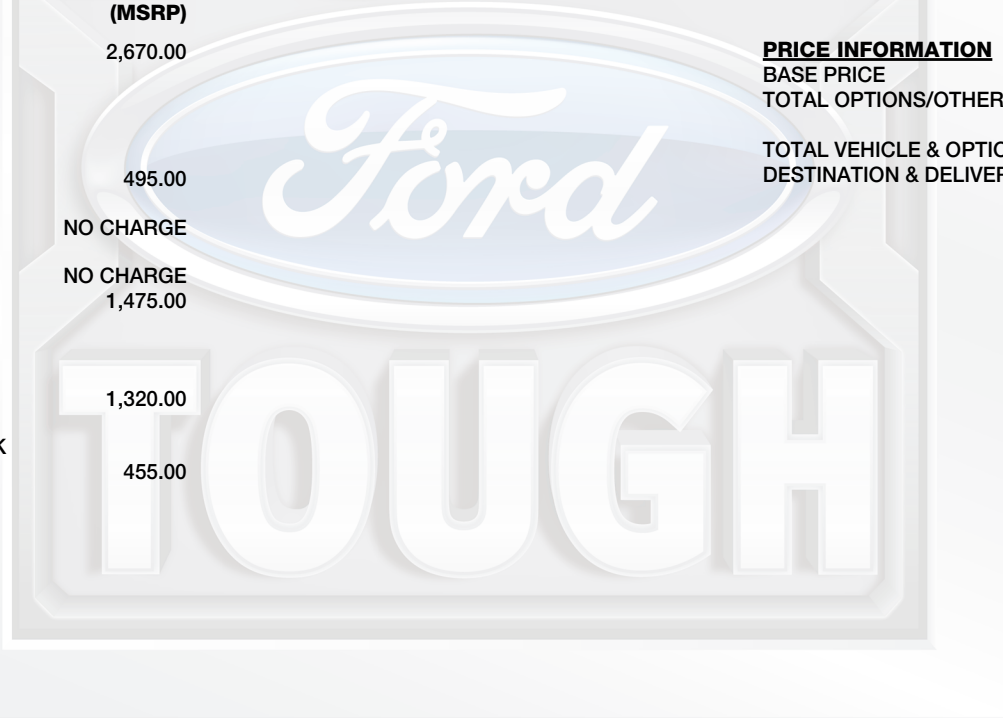 (MSRP)
2,670.00
495.00
NO CHARGE
NO CHARGE
1,475.00
1,320.00
K
455.00
PRICE INFORMATION
BASE PRICE
TOTAL OPTIONS/OTHER
TOTAL VEHICLE & OPTIO
DESTINATION & DELIVER
Ford
TOUGH